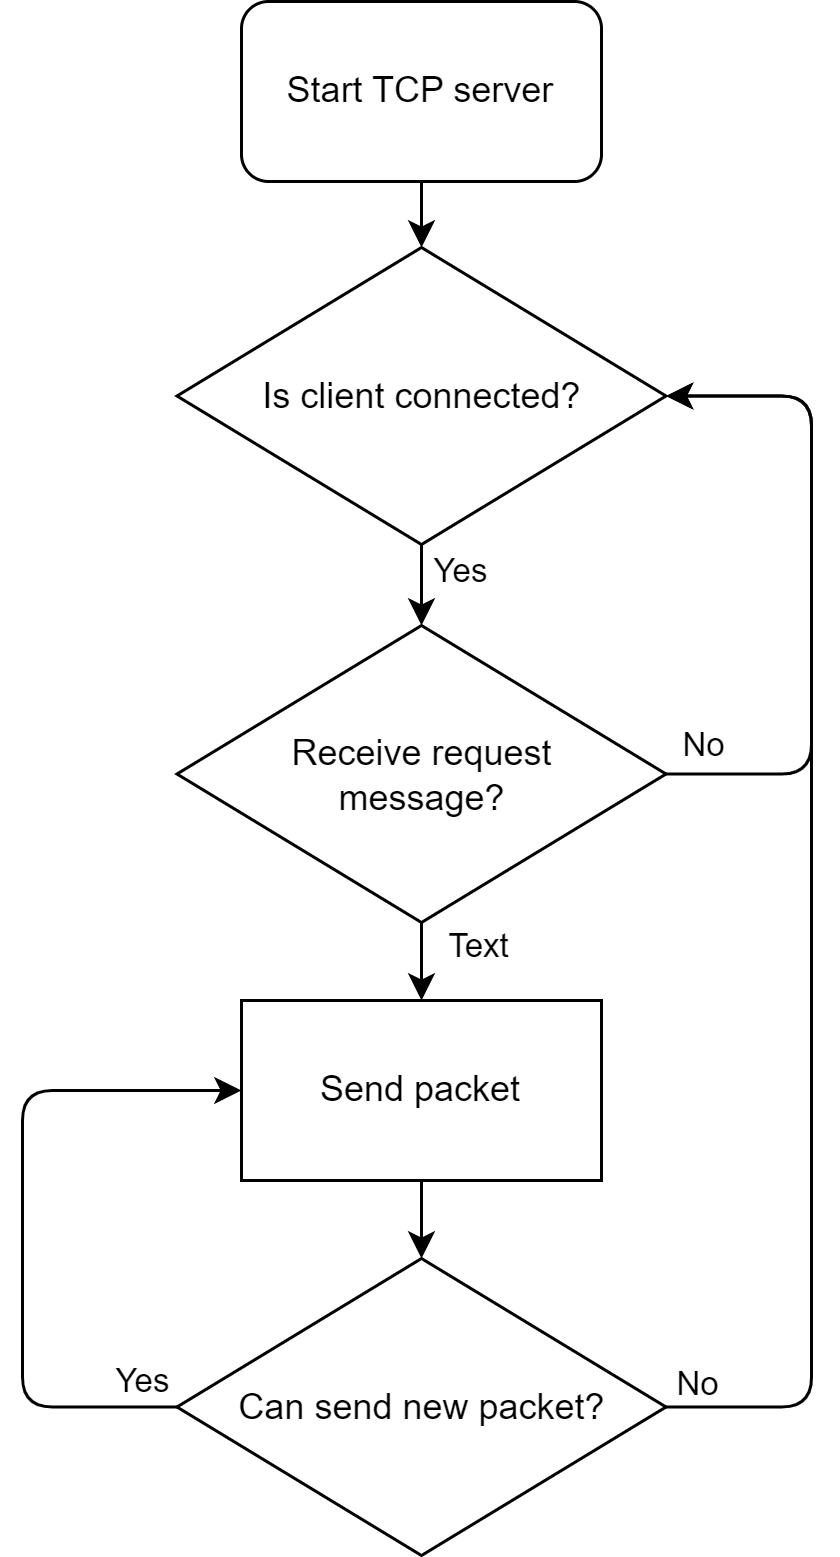 Start TCP server
Is client connected?
Yes
Receive request
message?
No
Text
Send packet
Yes
Can send new packet?
No